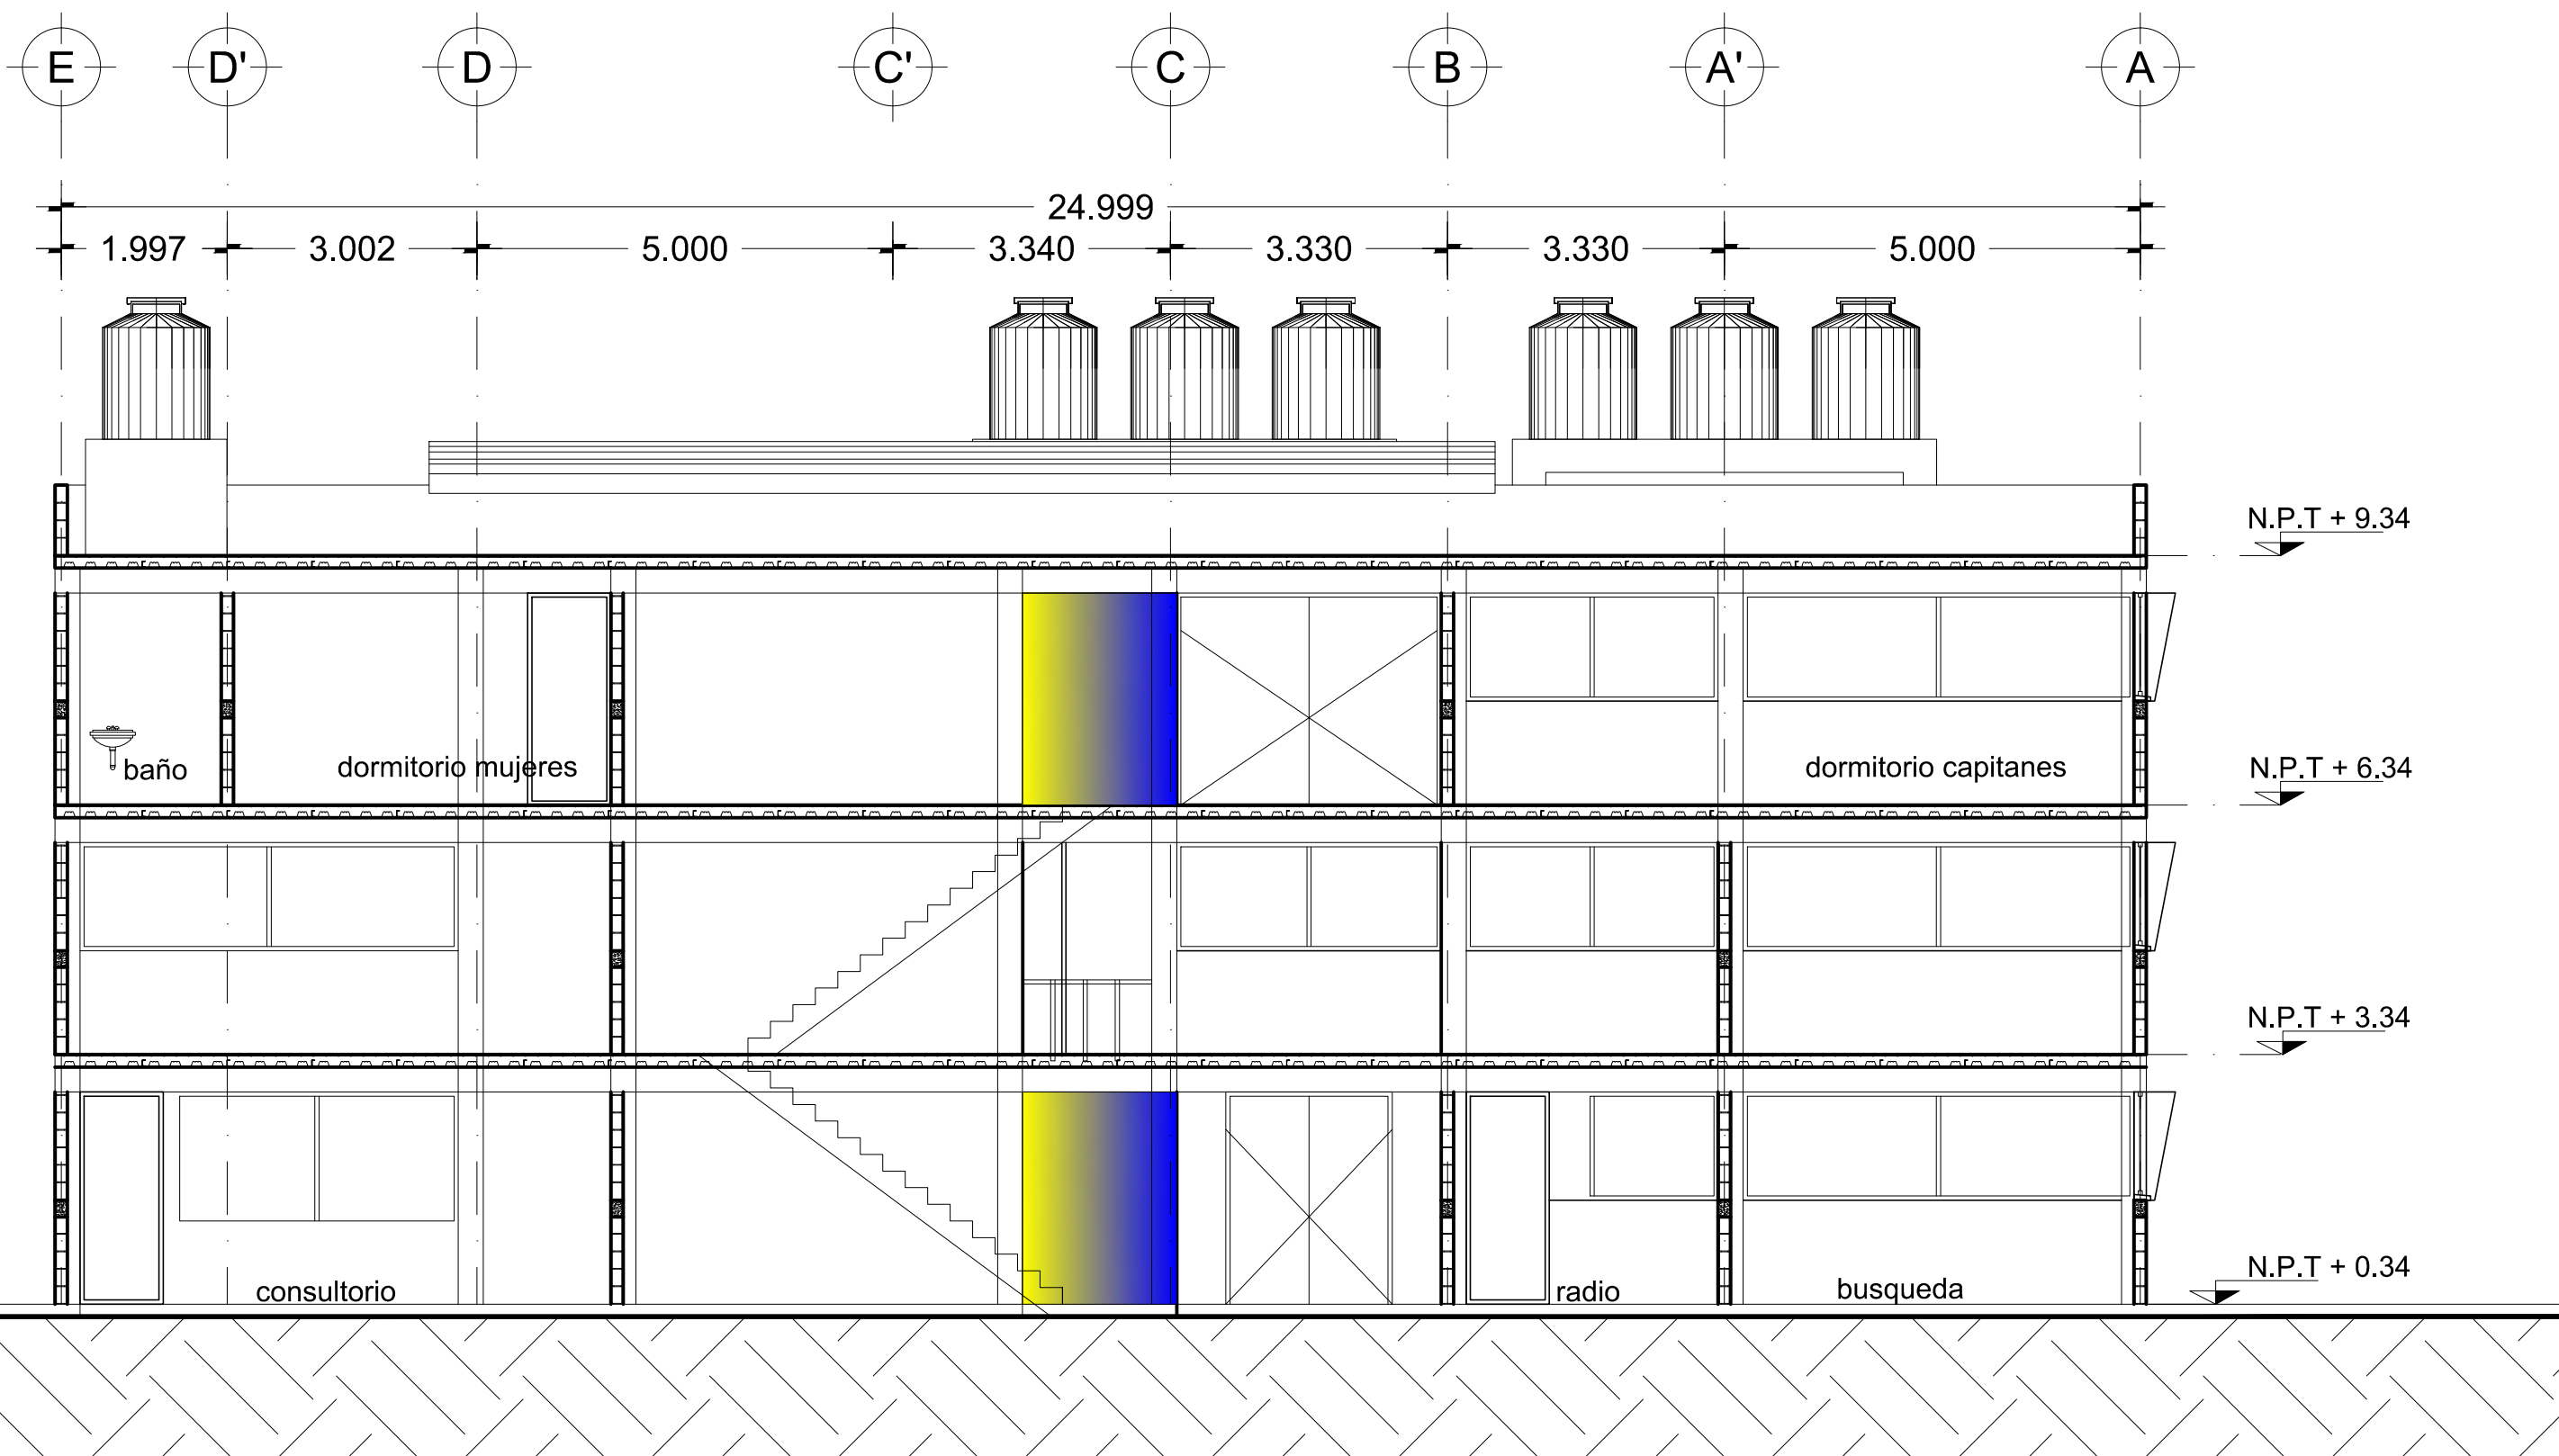 E D' D C' C B A' A
24.999
1.997 3.002 5.000 3.340 3.330 3.330 5.000
N.P.T + 9.34
baño dormitorio mujeres dormitorio capitanes N.P.T + 6.34
N.P.T + 3.34
consultorio radio busqueda N.P.T + 0.34